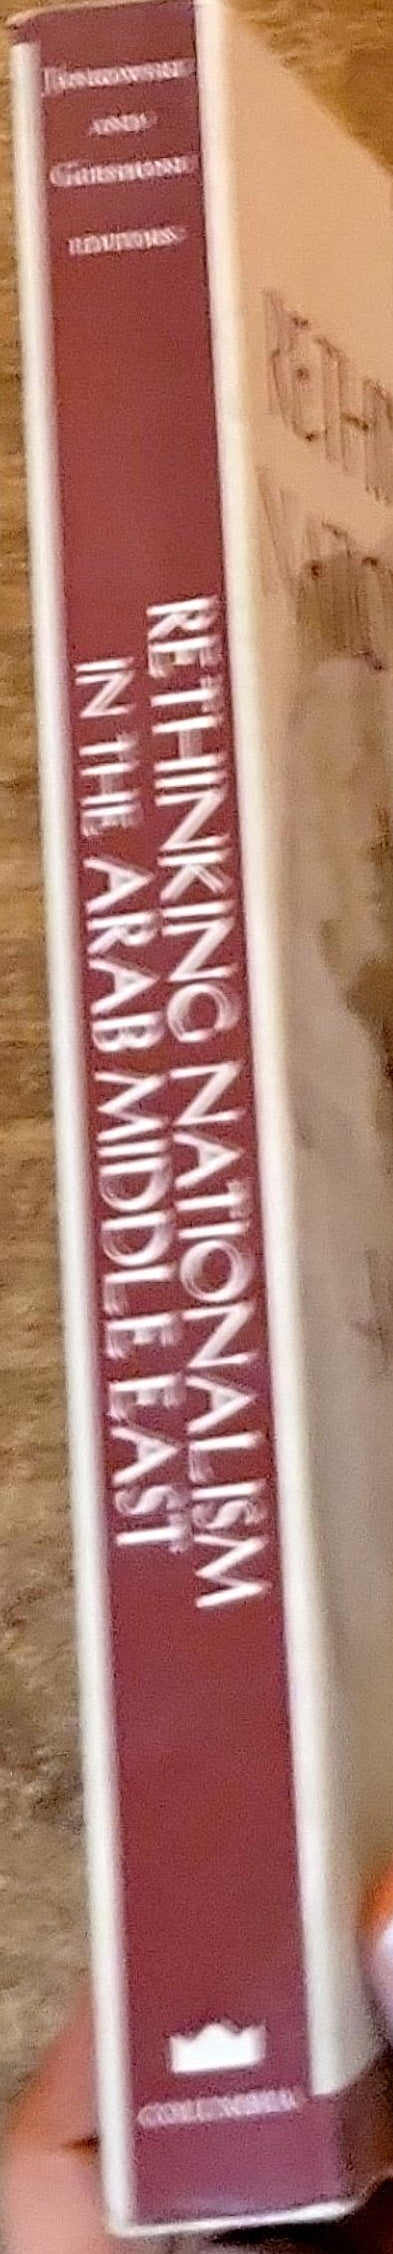 JANKOWSKI
AND
GERSHONI
EDITORS
RETHINKING NATIONALISM
IN THE ARAB MIDDLE EAST
COLUMBIA